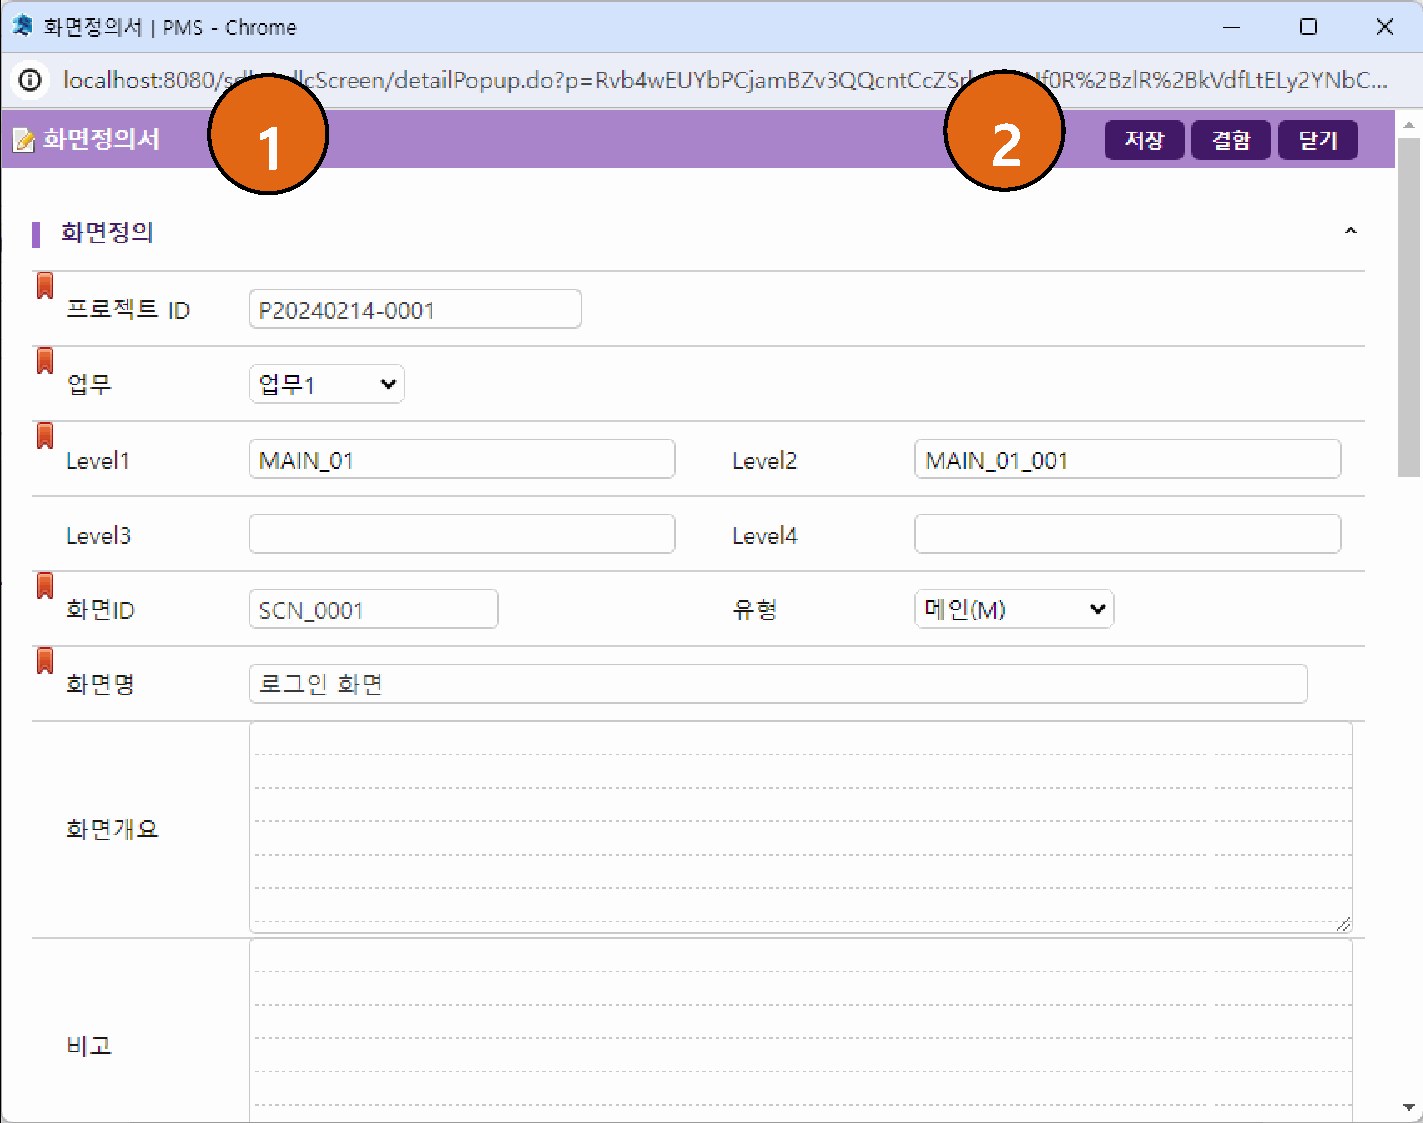 화면정의서 | PMS - Chrome
localhost:8080/ lcScreen/detailPopup.do?p=Rvb4wEUYbPCjamBZv3QQcntCcZS f0R%2BzlR%2BkVdfLtELy2YNbC...
화면정의서 1 2 저장 결함 닫기
화면정의
프로젝트 ID P20240214-0001
업무 업무1
Level1 MAIN_01 Level2 MAIN_01_001
Level3 Level4
화면ID SCN_0001 유형 메인(M)
화면명 로그인 화면
화면개요
비고